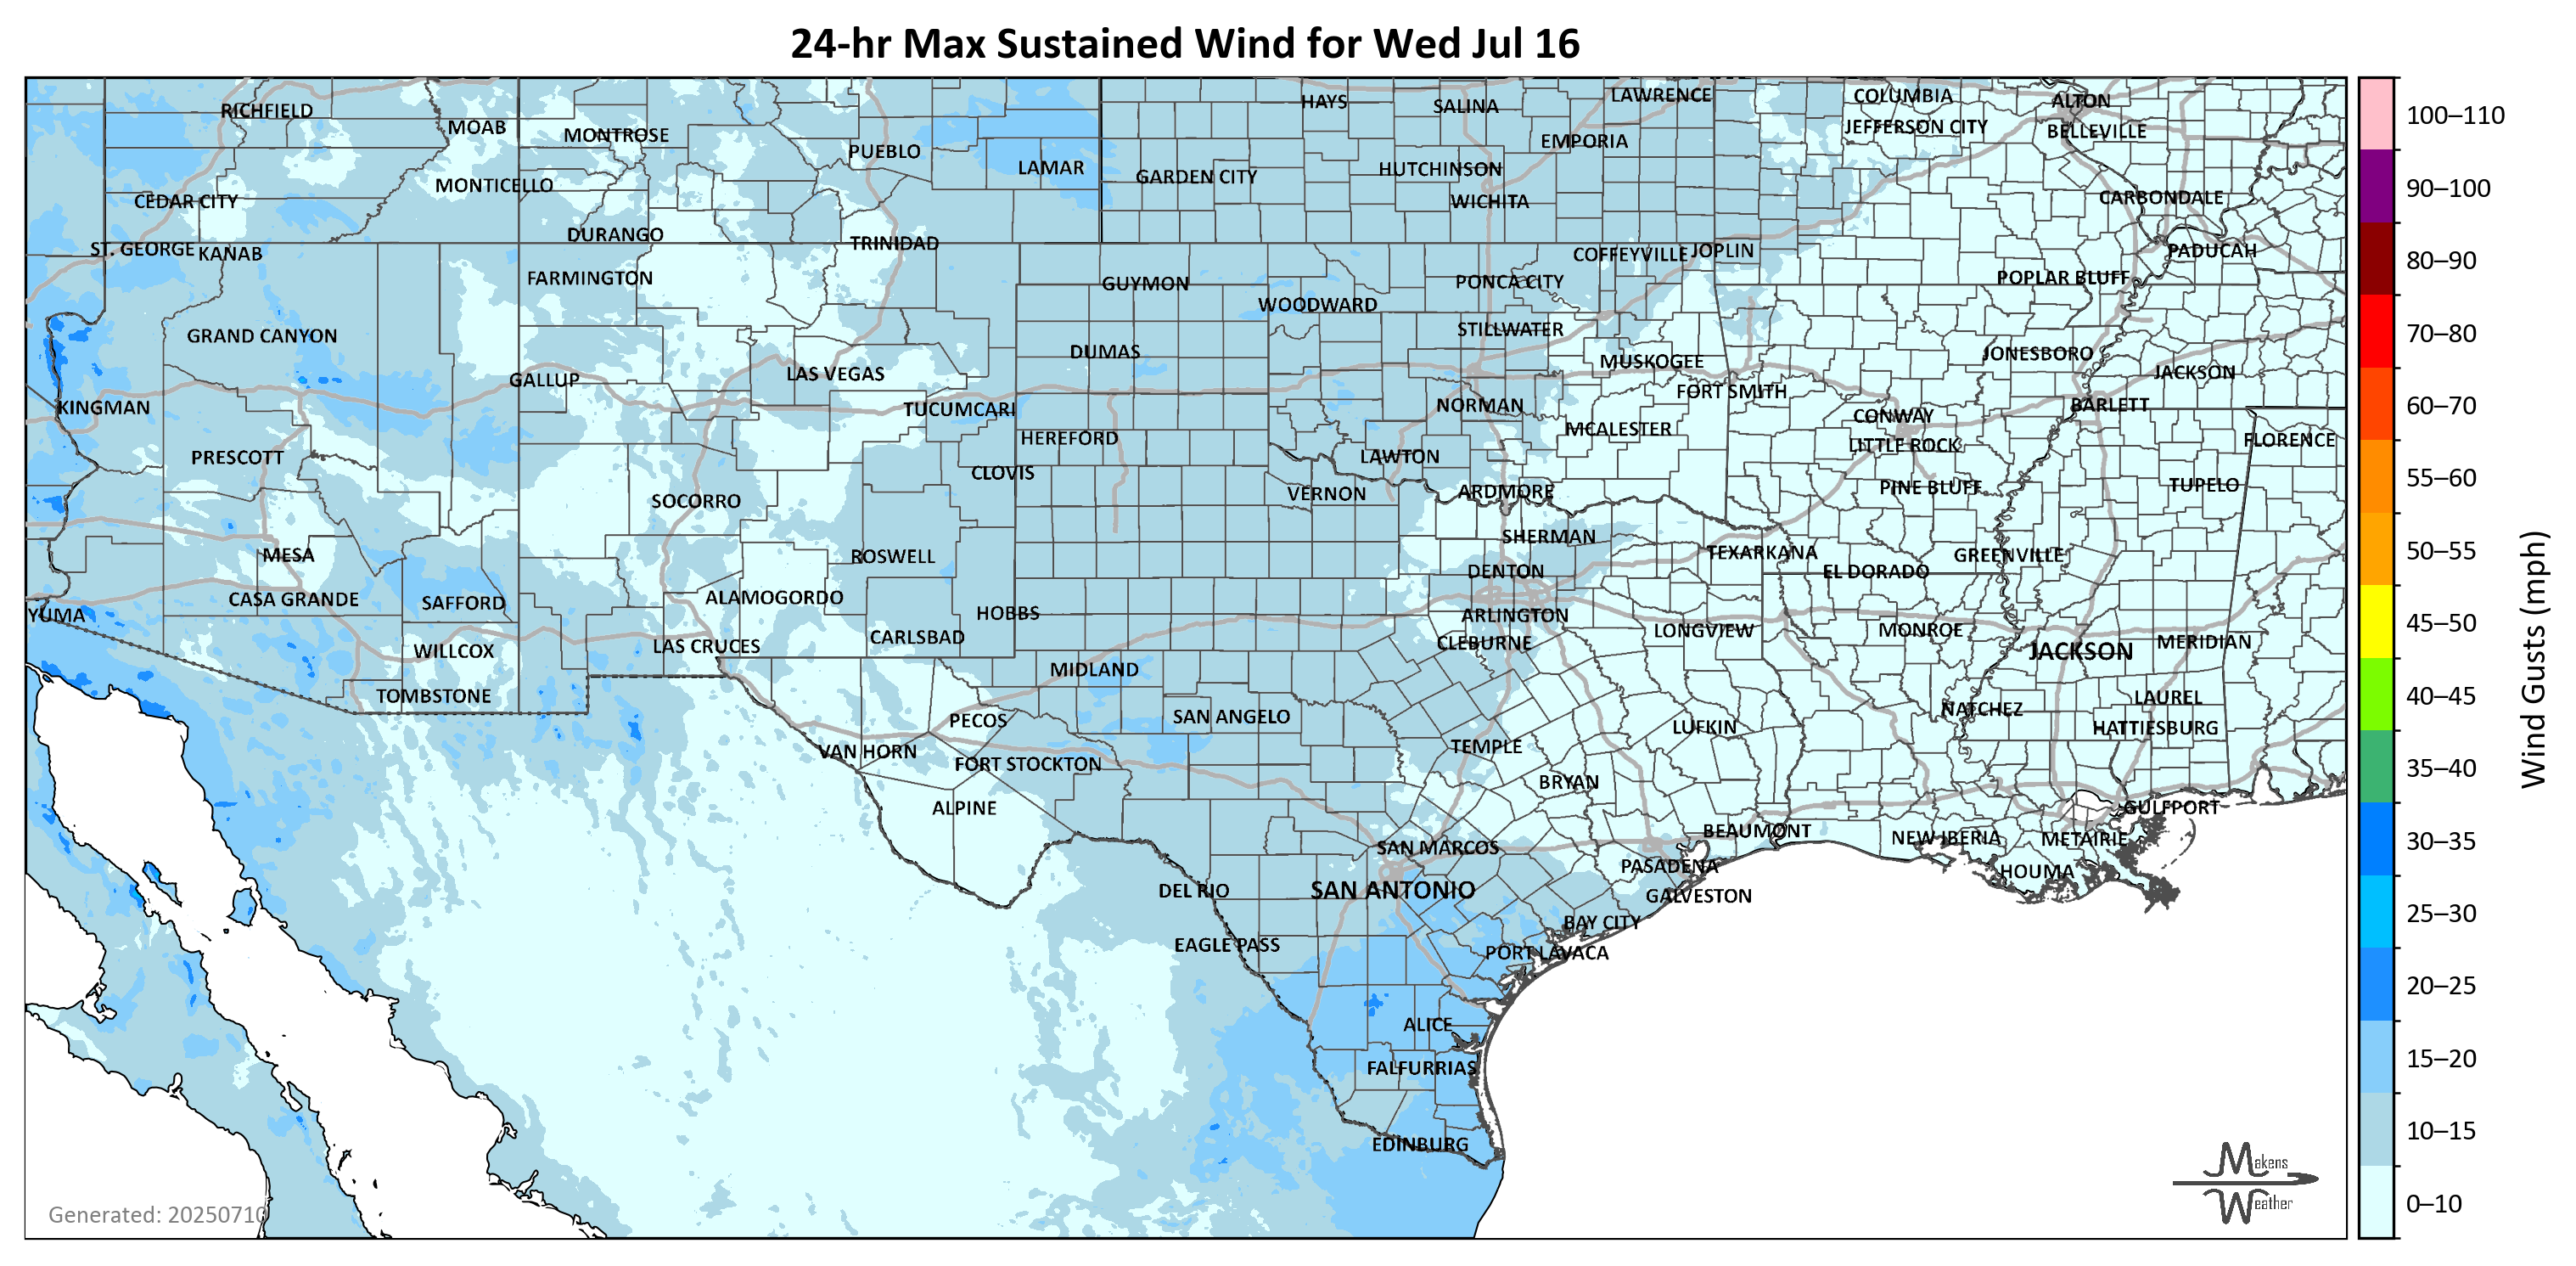 24-hr Max Sustained Wind for Wed Jul 16
RICHFIELD
MOAB
MONTROSE
PUEBLO
LAMAR
HAYS
SALINA
LAWRENCE
COLUMBIA
ALTON
EMPORIA
JEFFERSON CITY
BELLEVILLE
MONTICELLO
GARDEN CITY
HUTCHINSON
CEDAR CITY
WICHITA
CARBONDALE
DURANGO
TRINIDAD
ST. GEORGE
KANAB
COFFEYVILLE
JOPLIN
PADUCAH
FARMINGTON
GUYMON
PONCA CITY
POPLAR BLUFF
WOODWARD
GRAND CANYON
STILLWATER
DUMAS
MUSKOGEE
JONESBORO
GALLUP
LAS VEGAS
FORT SMITH
JACKSON
KINGMAN
TUCUMCARI
NORMAN
CONWAY
BARLETT
HEREFORD
MCALESTER
LITTLE ROCK
FLORENCE
PRESCOTT
CLOVIS
LAWTON
SOCORRO
VERNON
ARDMORE
PINE BLUFF
TUPELO
MESA
ROSWELL
SHERMAN
TEXARKANA
GREENVILLE
DENTON
EL DORADO
CASA GRANDE
SAFFORD
ALAMOGORDO
YUMA
HOBBS
ARLINGTON
WILLCOX
LAS CRUCES
CARLSBAD
CLEBURNE
LONGVIEW
MONROE
JACKSON
MERIDIAN
TOMBSTONE
MIDLAND
LAUREL
PECOS
SAN ANGELO
NATCHEZ
HATTIESBURG
VAN HORN
FORT STOCKTON
TEMPLE
LUFKIN
ALPINE
BRYAN
GULFPORT
SAN MARCOS
BEAUMONT
NEW IBERIA
METAIRIE
DEL RIO
SAN ANTONIO
PASADENA
HOUMA
GALVESTON
EAGLE PASS
BAY CITY
PORT LAVACA
ALICE
FALFURRIAS
EDINBURG
Generated: 20250710
Makens
Weather
100–110
90–100
80–90
70–80
60–70
55–60
50–55
45–50
40–45
35–40
30–35
25–30
20–25
15–20
10–15
0–10
Wind Gusts (mph)